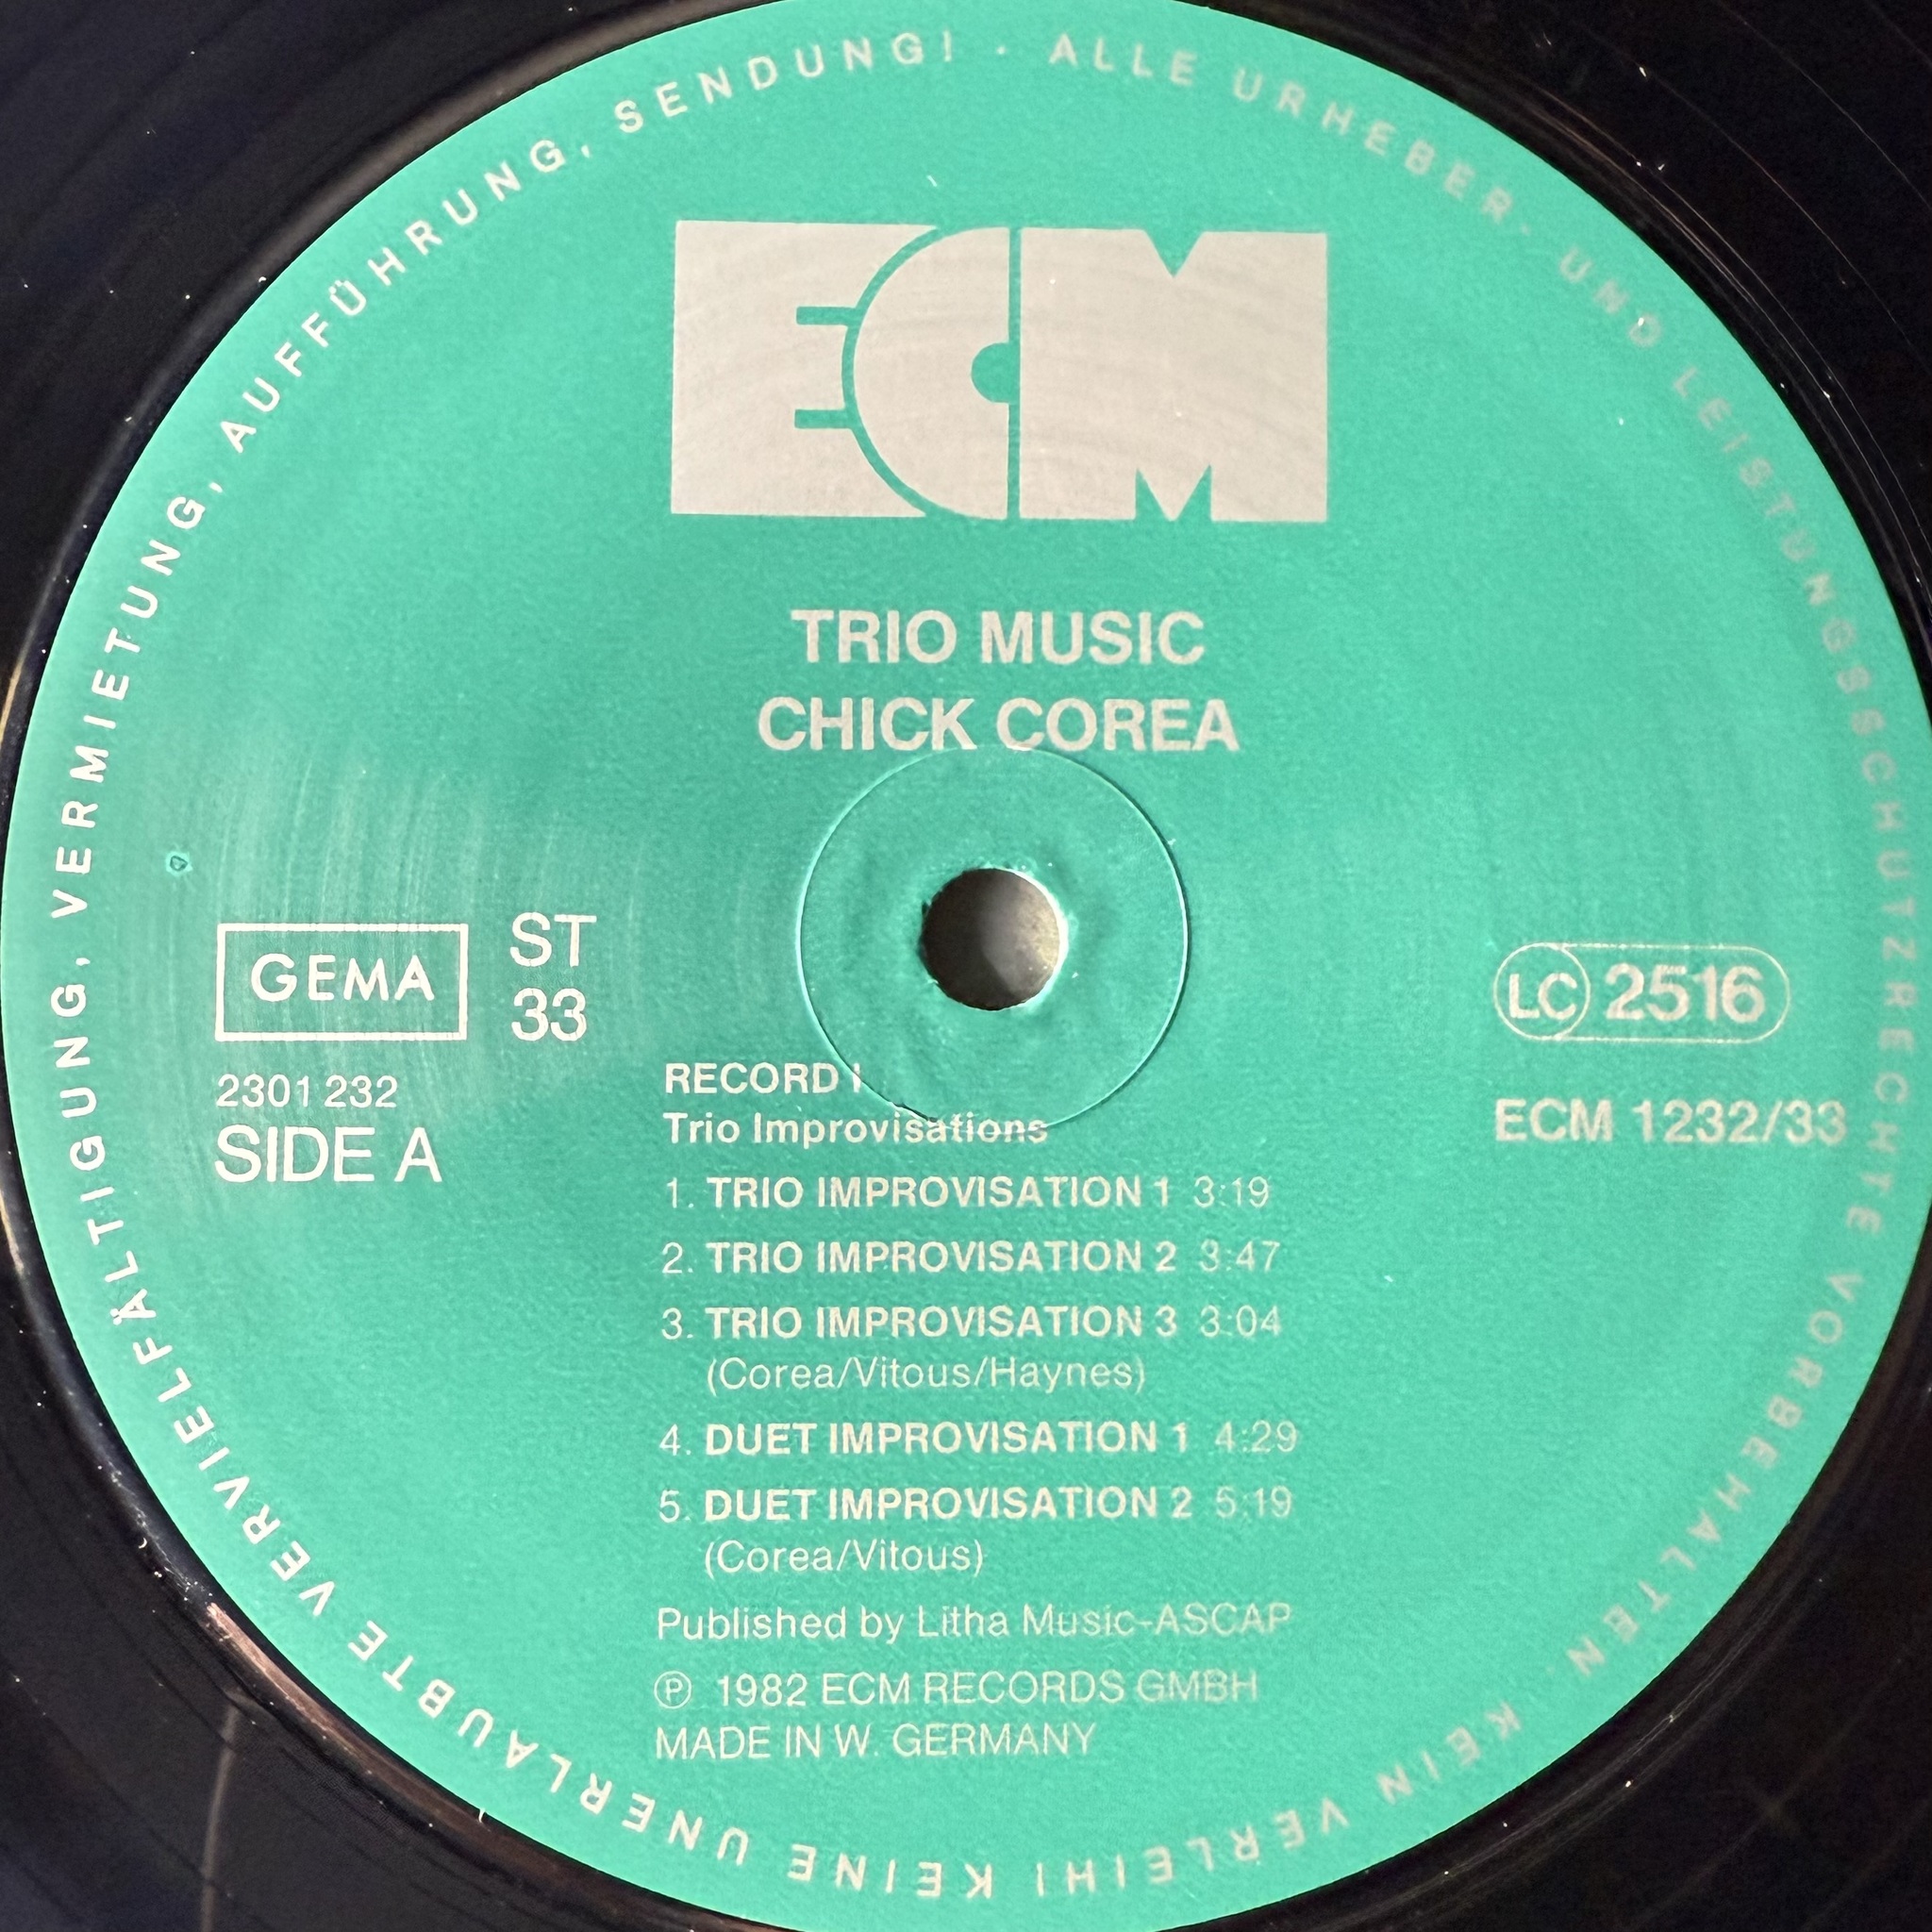 ALLE URHEBER- UND LEISTUNGSSCHUTZRECHTE VORBEHALTEN. KEIN VERLEIH! KEINE UNERLAUBTE VERVIELFÄLTIGUNG, VERMIETUNG, AUFFÜHRUNG, SENDUNG! ·
ECM
TRIO MUSIC
CHICK COREA
GEMA
ST
33
2301 232
SIDE A
LC 2516
ECM 1232/33
RECORD I
Trio Improvisations
1. TRIO IMPROVISATION 1 3:19
2. TRIO IMPROVISATION 2 3:47
3. TRIO IMPROVISATION 3 3:04
(Corea/Vitous/Haynes)
4. DUET IMPROVISATION 1 4:29
5. DUET IMPROVISATION 2 5:19
(Corea/Vitous)
Published by Litha Music-ASCAP
Ⓟ 1982 ECM RECORDS GMBH
MADE IN W. GERMANY